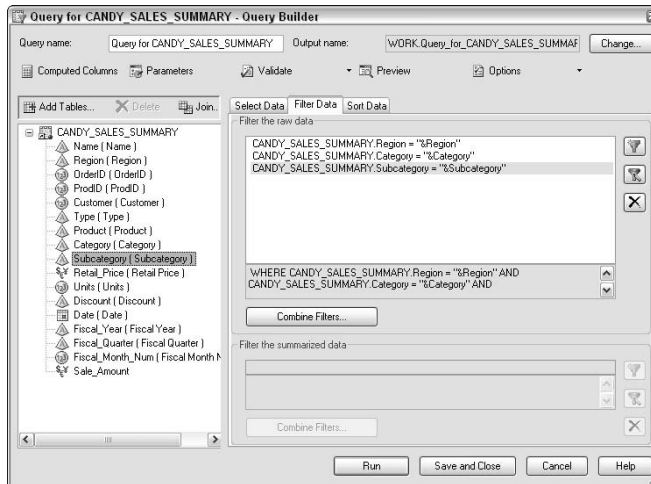 Query for CANDY_SALES_SUMMARY - Query Builder
Query name: Query for CANDY_SALES_SUMMARY Output name: WORK.Query_for_CANDY_SALES_SUMMAF Change...
Computed Columns Parameters Validate Preview Options
Add Tables... Delete Join..
Select Data Filter Data Sort Data
CANDY_SALES_SUMMARY
Name ( Name )
Region ( Region )
OrderID ( OrderID )
ProdID ( ProdID )
Customer ( Customer )
Type ( Type )
Product ( Product )
Category ( Category )
Subcategory ( Subcategory )
Retail_Price ( Retail Price )
Units ( Units )
Discount ( Discount )
Date ( Date )
Fiscal_Year ( Fiscal Year )
Fiscal_Quarter ( Fiscal Quarter )
Fiscal_Month_Num ( Fiscal Month N
Sale_Amount
Filter the raw data
CANDY_SALES_SUMMARY.Region = "&Region"
CANDY_SALES_SUMMARY.Category = "&Category"
CANDY_SALES_SUMMARY.Subcategory = "&Subcategory"
WHERE CANDY_SALES_SUMMARY.Region = "&Region" AND
CANDY_SALES_SUMMARY.Category = "&Category" AND
Combine Filters...
Filter the summarized data
Combine Filters...
Run Save and Close Cancel Help